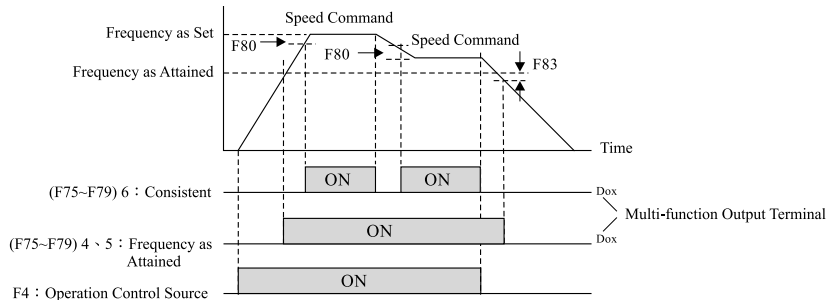 Speed Command
Frequency as Set
F80
Speed Command
F80
Frequency as Attained
F83
Time
ON
ON
(F75~F79) 6：Consistent
Dox
Multi-function Output Terminal
ON
Dox
(F75~F79) 4、5：Frequency as
Attained
ON
F4：Operation Control Source